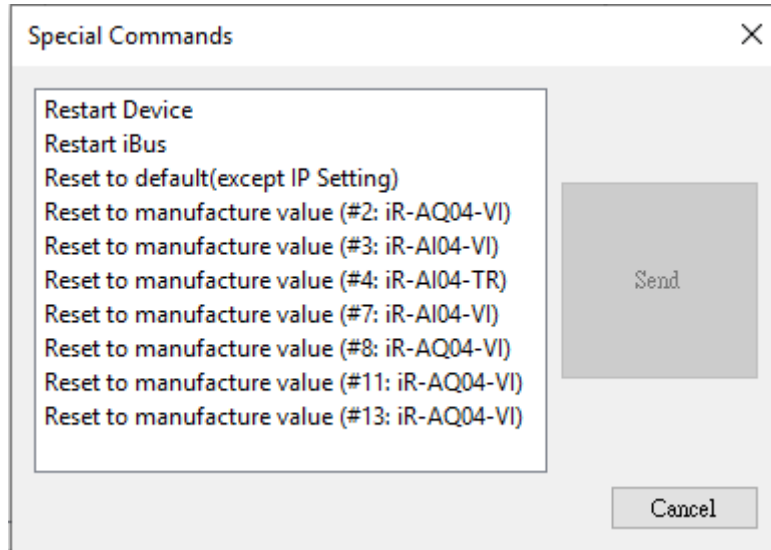 Special Commands
Restart Device
Restart iBus
Reset to default(except IP Setting)
Reset to manufacture value (#2: iR-AQ04-VI)
Reset to manufacture value (#3: iR-AI04-VI)
Reset to manufacture value (#4: iR-AI04-TR)
Reset to manufacture value (#7: iR-AI04-VI)
Reset to manufacture value (#8: iR-AQ04-VI)
Reset to manufacture value (#11: iR-AQ04-VI)
Reset to manufacture value (#13: iR-AQ04-VI)
Send
Cancel